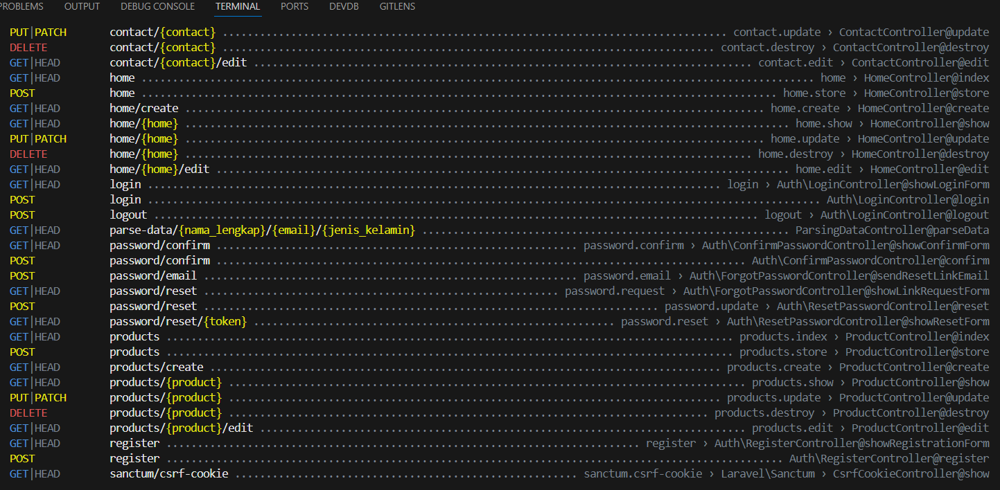 PROBLEMS OUTPUT DEBUG CONSOLE TERMINAL PORTS DEVDB GITLENS
PUT|PATCH contact/{contact} ................................................................................ contact.update › ContactController@update
DELETE contact/{contact} .............................................................................. contact.destroy › ContactController@destroy
GET|HEAD contact/{contact}/edit ................................................................................ contact.edit › ContactController@edit
GET|HEAD home ............................................................................................................ home › HomeController@index
POST home ...................................................................................................... home.store › HomeController@store
GET|HEAD home/create ............................................................................................. home.create › HomeController@create
GET|HEAD home/{home} ................................................................................................. home.show › HomeController@show
PUT|PATCH home/{home} ............................................................................................. home.update › HomeController@update
DELETE home/{home} ........................................................................................... home.destroy › HomeController@destroy
GET|HEAD home/{home}/edit ............................................................................................ home.edit › HomeController@edit
GET|HEAD login ............................................................................................ login › Auth\LoginController@showLoginForm
POST login ............................................................................................................ Auth\LoginController@login
POST logout .................................................................................................. logout › Auth\LoginController@logout
GET|HEAD parse-data/{nama_lengkap}/{email}/{jenis_kelamin} ........................................................... ParsingDataController@parseData
GET|HEAD password/confirm .......................................................... password.confirm › Auth\ConfirmPasswordController@showConfirmForm
POST password/confirm ..................................................................................... Auth\ConfirmPasswordController@confirm
POST password/email ............................................................. password.email › Auth\ForgotPasswordController@sendResetLinkEmail
GET|HEAD password/reset ......................................................... password.request › Auth\ForgotPasswordController@showLinkRequestForm
POST password/reset .......................................................................... password.update › Auth\ResetPasswordController@reset
GET|HEAD password/reset/{token} .......................................................... password.reset › Auth\ResetPasswordController@showResetForm
GET|HEAD products ........................................................................................... products.index › ProductController@index
POST products ........................................................................................... products.store › ProductController@store
GET|HEAD products/create .................................................................................. products.create › ProductController@create
GET|HEAD products/{product} ................................................................................... products.show › ProductController@show
PUT|PATCH products/{product} ............................................................................... products.update › ProductController@update
DELETE products/{product} ............................................................................. products.destroy › ProductController@destroy
GET|HEAD products/{product}/edit .............................................................................. products.edit › ProductController@edit
GET|HEAD register ............................................................................ register › Auth\RegisterController@showRegistrationForm
POST register ................................................................................................... Auth\RegisterController@register
GET|HEAD sanctum/csrf-cookie ....................................................... sanctum.csrf-cookie › Laravel\Sanctum › CsrfCookieController@show